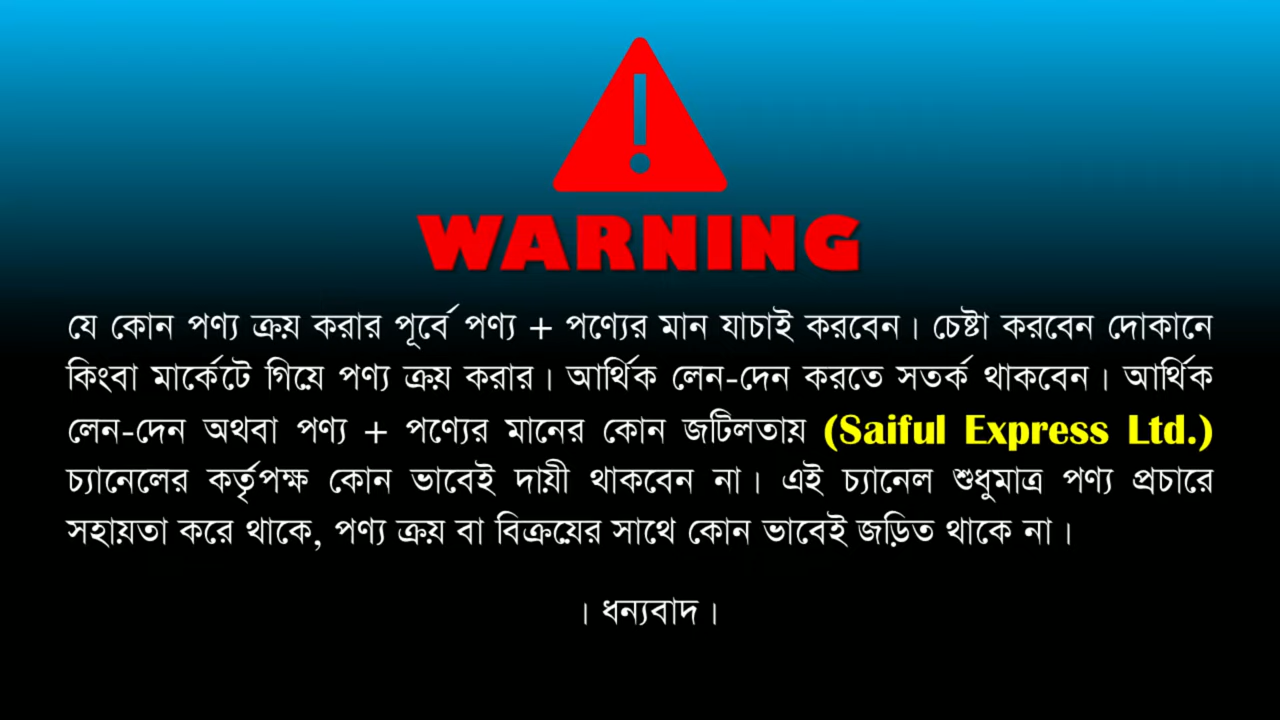 WARNING
যে কোন পণ্য ক্রয় করার পূর্বে পণ্য + পণ্যের মান যাচাই করবেন। চেষ্টা করবেন দোকানে
কিংবা মার্কেটে গিয়ে পণ্য ক্রয় করার। আর্থিক লেন-দেন করতে সতর্ক থাকবেন। আর্থিক
লেন-দেন অথবা পণ্য + পণ্যের মানের কোন জটিলতায় (Saiful Express Ltd.)
চ্যানেলের কর্তৃপক্ষ কোন ভাবেই দায়ী থাকবেন না। এই চ্যানেল শুধুমাত্র পণ্য প্রচারে
সহায়তা করে থাকে, পণ্য ক্রয় বা বিক্রয়ের সাথে কোন ভাবেই জড়িত থাকে না।
। ধন্যবাদ।